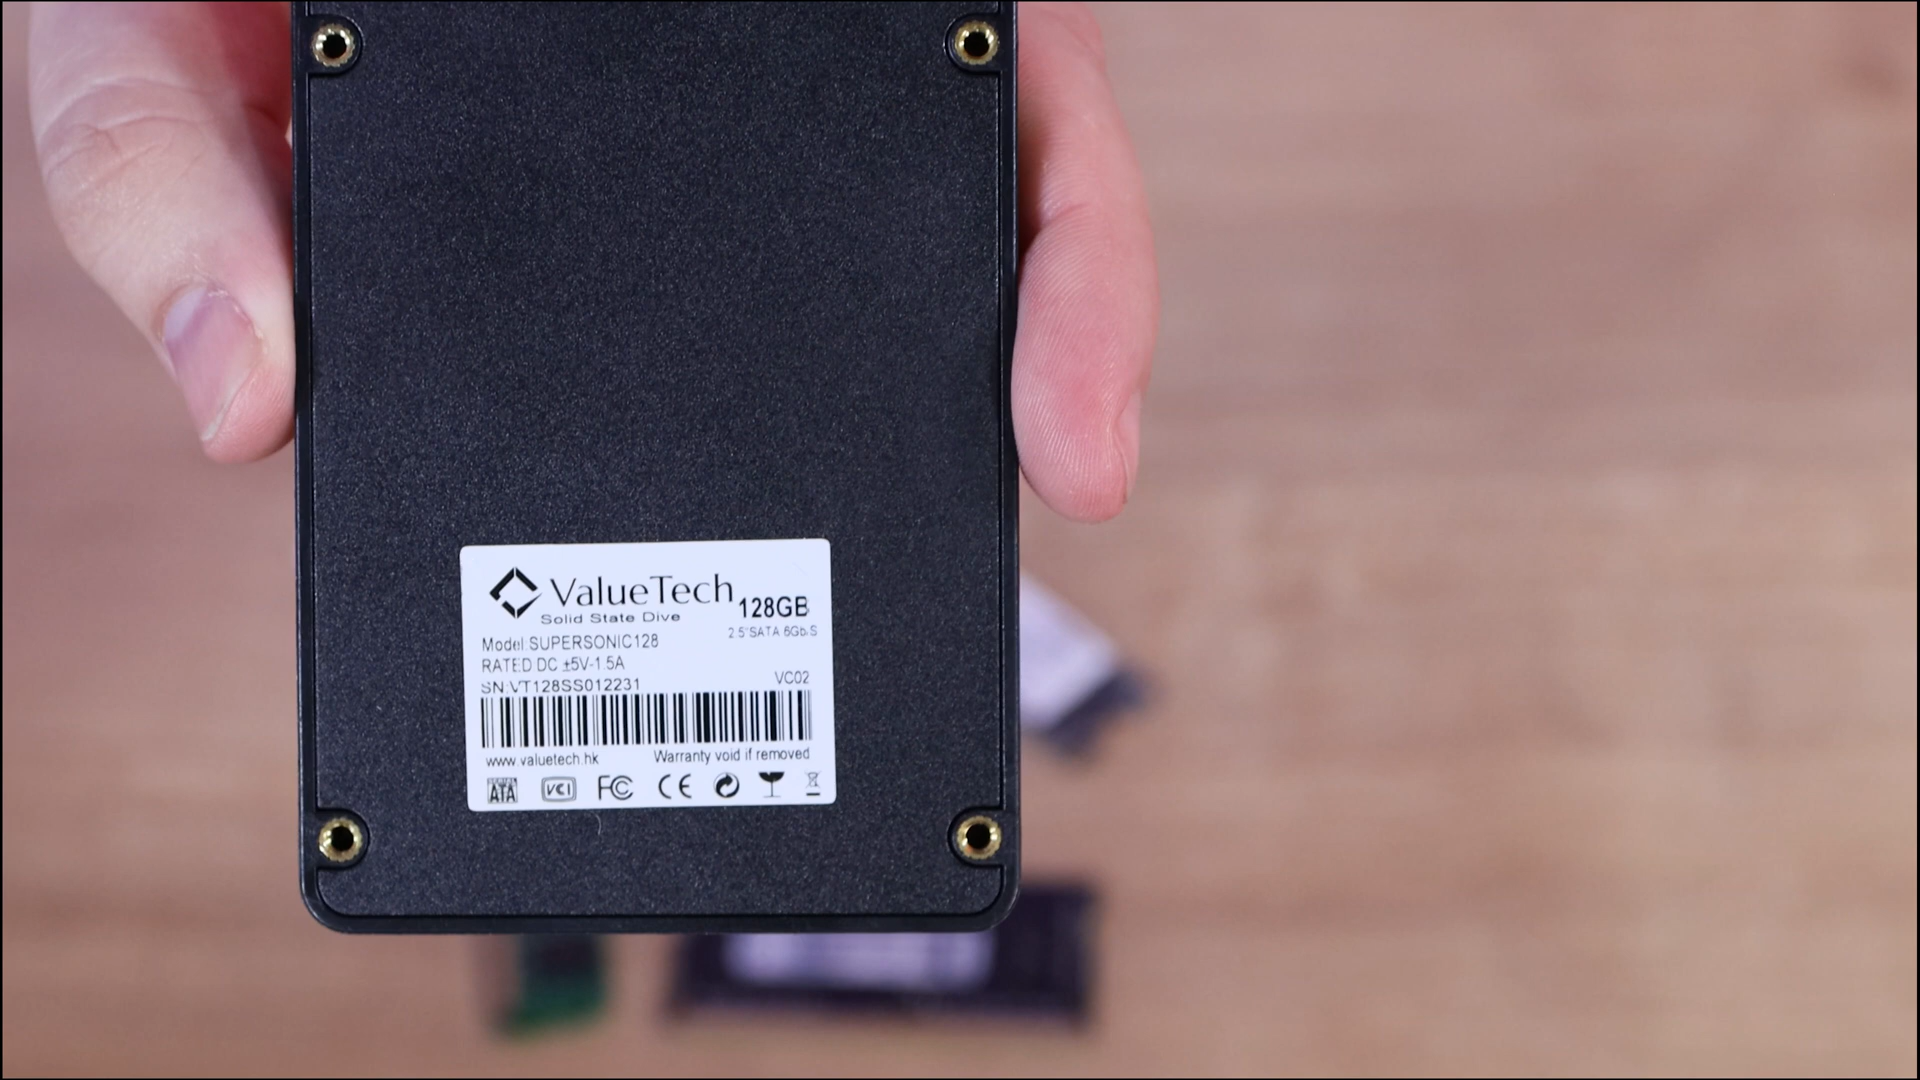 ValueTech 128GB
Solid State Dive
2.5"SATA 6Gb/S
Model:SUPERSONIC128
RATED DC ±5V-1.5A
SN:VT128SS012231 VC02
www.valuetech.hk Warranty void if removed
SERIAL ATA VCI FC CE